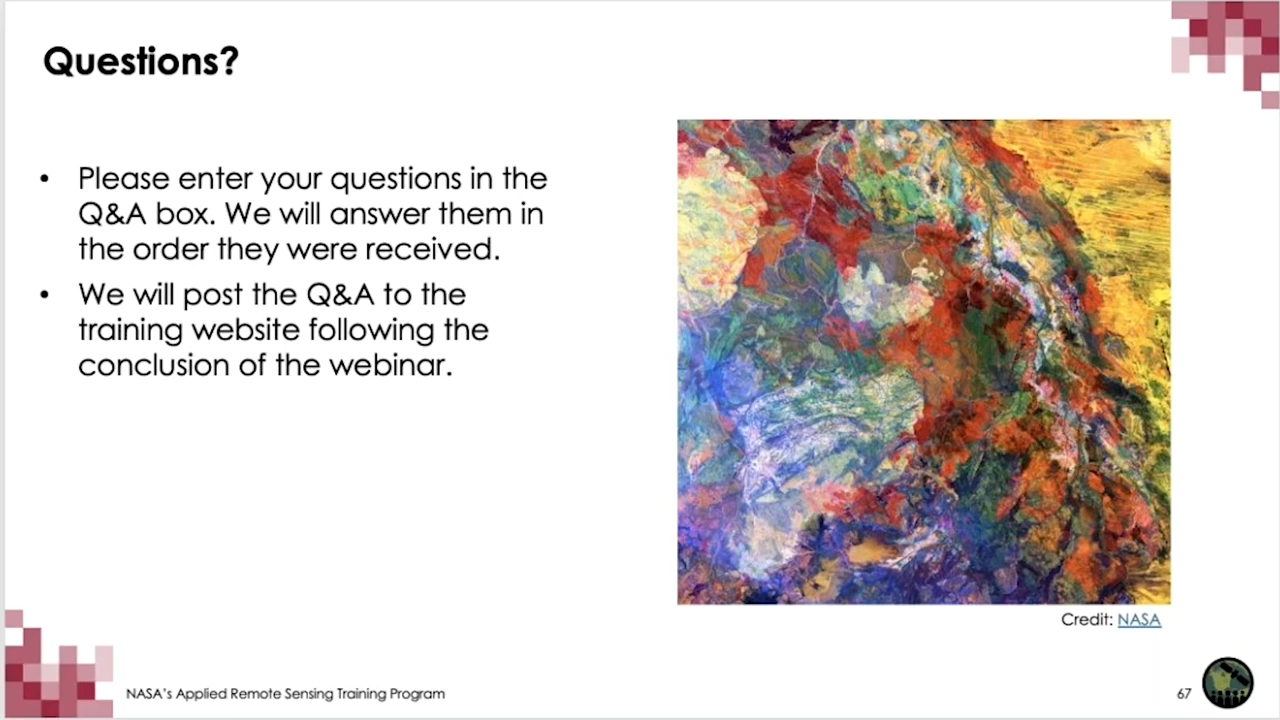 Questions?
• Please enter your questions in the
Q&A box. We will answer them in
the order they were received.
• We will post the Q&A to the
training website following the
conclusion of the webinar.
Credit: NASA
NASA's Applied Remote Sensing Training Program
67